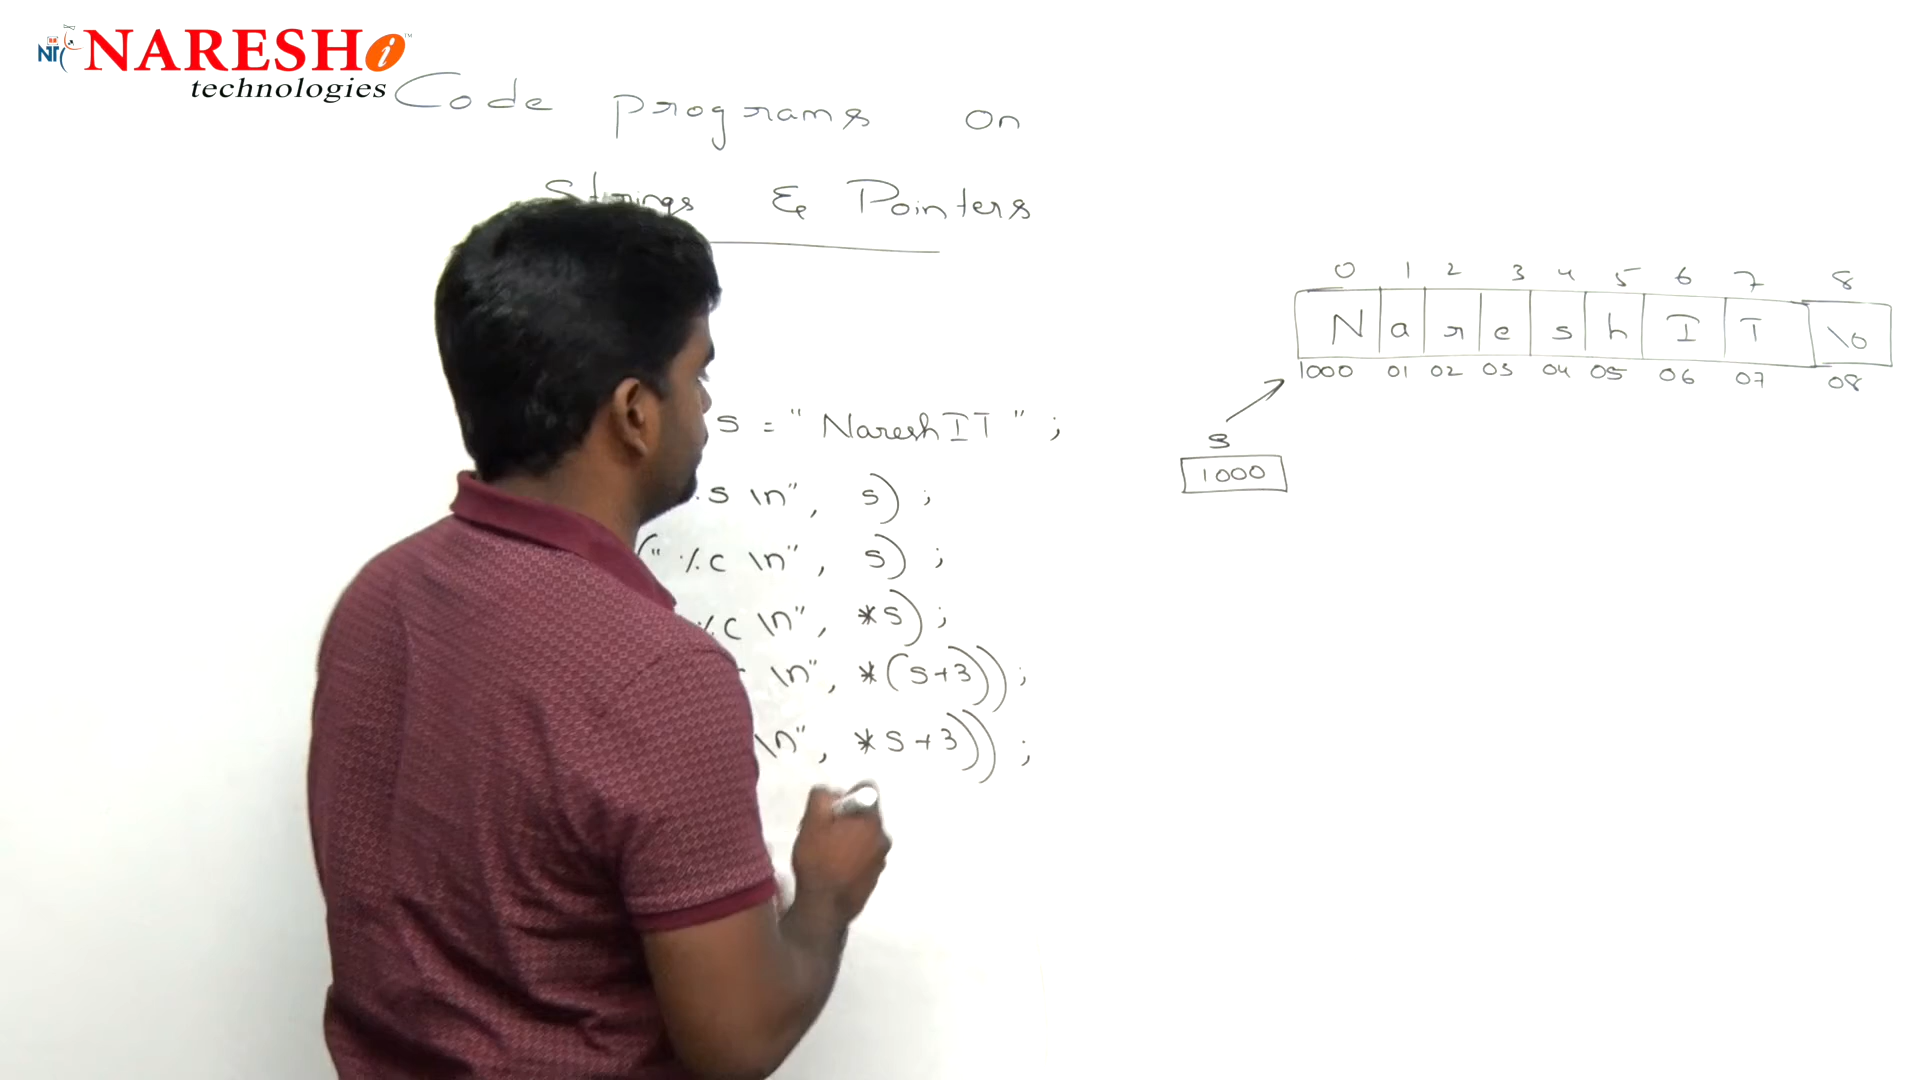 NARESH i
technologies
Code programs on
Strings & Pointers
s = "NareshIT" ;
.s \n", s) ;
(" %c \n", s) ;
%c \n", *s) ;
\n", *(s+3)) ;
\n", *s+3)) ;
0 1 2 3 4 5 6 7 8
N a r e s h I T \0
1000 01 02 03 04 05 06 07 08
s
1000